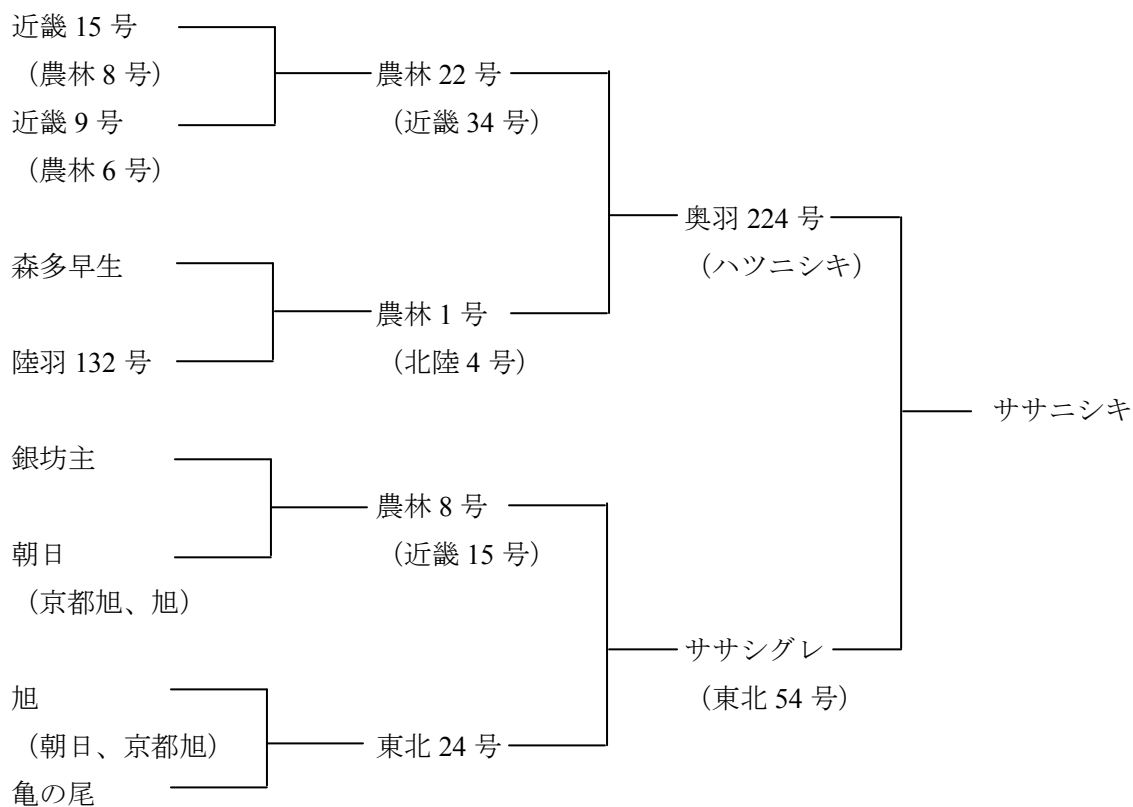 近畿 15 号
（農林 8 号）
農林 22 号
近畿 9 号
（近畿 34 号）
（農林 6 号）
奥羽 224 号
森多早生
（ハツニシキ）
農林 1 号
陸羽 132 号
（北陸 4 号）
ササニシキ
銀坊主
農林 8 号
朝日
（近畿 15 号）
（京都旭、旭）
ササシグレ
旭
（東北 54 号）
（朝日、京都旭）
東北 24 号
亀の尾